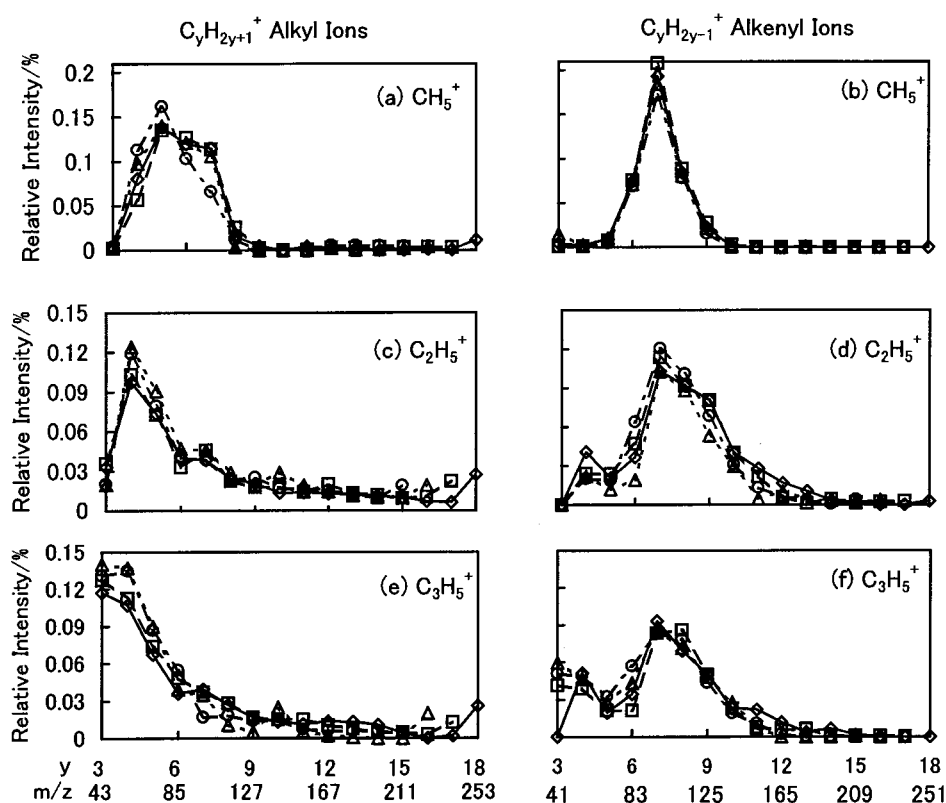 CyH2y+1+ Alkyl Ions
CyH2y-1+ Alkenyl Ions
Relative Intensity/%
0.2
0.15
0.1
0.05
0
(a) CH5+
(b) CH5+
Relative Intensity/%
0.15
0.12
0.09
0.06
0.03
0
(c) C2H5+
(d) C2H5+
Relative Intensity/%
0.15
0.12
0.09
0.06
0.03
0
(e) C3H5+
(f) C3H5+
y 3 6 9 12 15 18
m/z 43 85 127 167 211 253
3 6 9 12 15 18
41 83 125 165 209 251